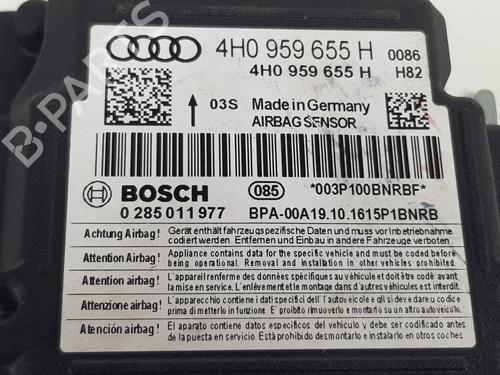 4H0 959 655 H 0086
4H0 959 655 H H82
03S Made in Germany
AIRBAG SENSOR
BOSCH 085 *003P100BNRBF*
0 285 011 977 BPA-00A19.10.1615P1BNRB
Achtung Airbag! Gerät enthält fahrzeugspezifische Daten und muss vor Inbetriebnahme
codiert werden. Entfernen und Einbau in andere Fahrzeuge verboten.
Attention Airbag! Appliance contains data for the specific vehicle and must be coded before
being operational. Removal and installation in other vehicles prohibited.
Attention Airbag! L'appareil renferme des données spécifiques au véhicule et doit être codé avant
la mise en service. L'enlèvement et le montage dans d'autres véhicules est interdit.
Attenzione airbag! L'apparecchio contiene i dati specifici dell'autoveicolo e gli si deve dare un codice
prima di metterlo in funzione. E' proibito rimuoverlo e montarlo su un altro autoveicolo.
Atención airbag! El aparato contiene datos específicos del vehículo y debe ser codificado antes
de la puesta en servicio. Está prohibido desmontarlo e instalarlo en otros coches